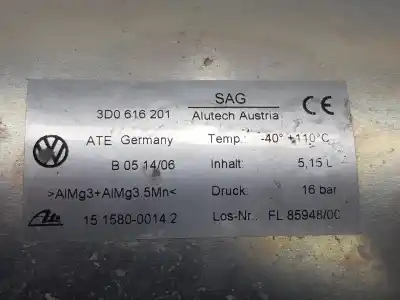 SAG
3D0 616 201 Alutech Austria CE
ATE Germany Temp.: -40° +110°C
B 05 14/06 Inhalt: 5,15 L
>AlMg3+AlMg3.5Mn< Druck: 16 bar
Ate 15.1580-0014.2 Los-Nr.: FL 85948/00